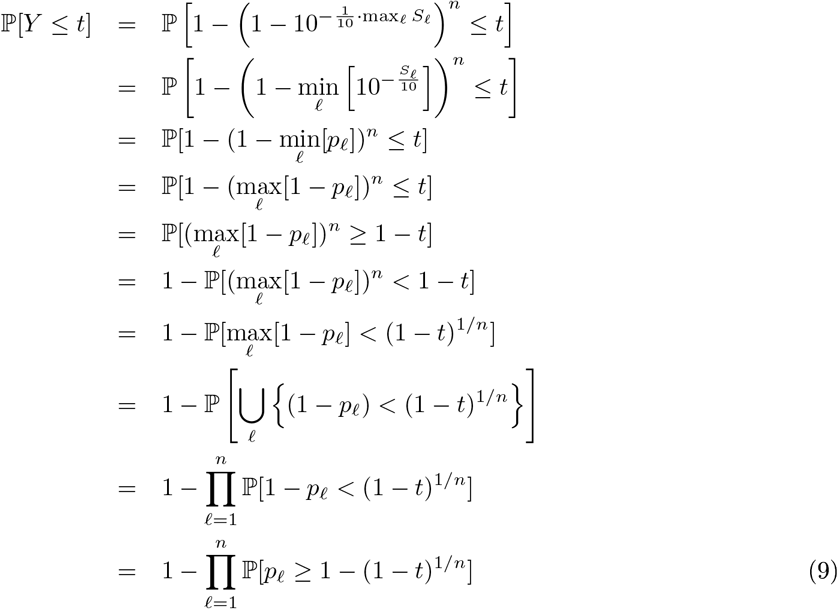 ℙ[Y ≤ t] = ℙ [1 − (1 − 10^{−\frac{1}{10}·max_ℓ S_ℓ})^n ≤ t]
= ℙ [1 − (1 − min_ℓ [10^{−\frac{S_ℓ}{10}}])^n ≤ t]
= ℙ[1 − (1 − min_ℓ[p_ℓ])^n ≤ t]
= ℙ[1 − (max_ℓ[1 − p_ℓ])^n ≤ t]
= ℙ[(max_ℓ[1 − p_ℓ])^n ≥ 1 − t]
= 1 − ℙ[(max_ℓ[1 − p_ℓ])^n < 1 − t]
= 1 − ℙ[max_ℓ[1 − p_ℓ] < (1 − t)^{1/n}]
= 1 − ℙ [⋃_ℓ {(1 − p_ℓ) < (1 − t)^{1/n}}]
= 1 − ∏_{ℓ=1}^{n} ℙ[1 − p_ℓ < (1 − t)^{1/n}]
= 1 − ∏_{ℓ=1}^{n} ℙ[p_ℓ ≥ 1 − (1 − t)^{1/n}] (9)